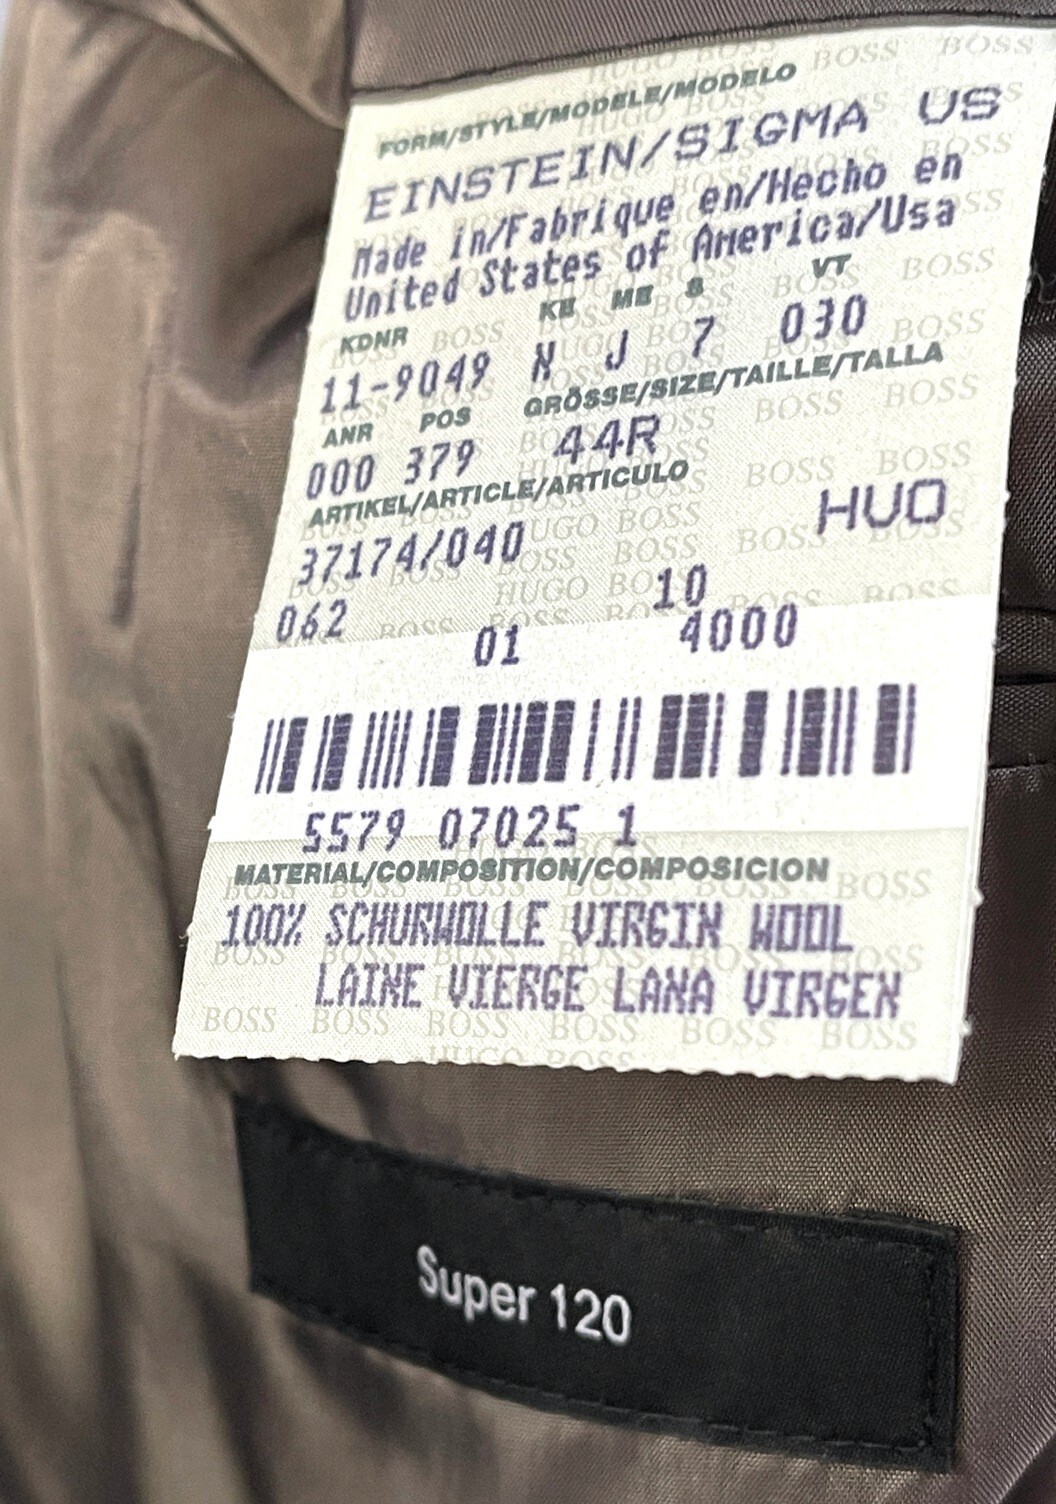 FORM/STYLE/MODELE/MODELO
EINSTEIN/SIGMA US
Made in/Fabrique en/Hecho en
United States of America/Usa
KDNR KE ME S VT
11-9049 N J 7 030
ANR POS GRÖSSE/SIZE/TAILLE/TALLA
000 379 44R
ARTIKEL/ARTICLE/ARTICULO
37174/040 HUO
062 10
01 4000
5579 07025 1
MATERIAL/COMPOSITION/COMPOSICION
100% SCHURWOLLE VIRGIN WOOL
LAINE VIERGE LANA VIRGEN
HUGO BOSS
Super 120